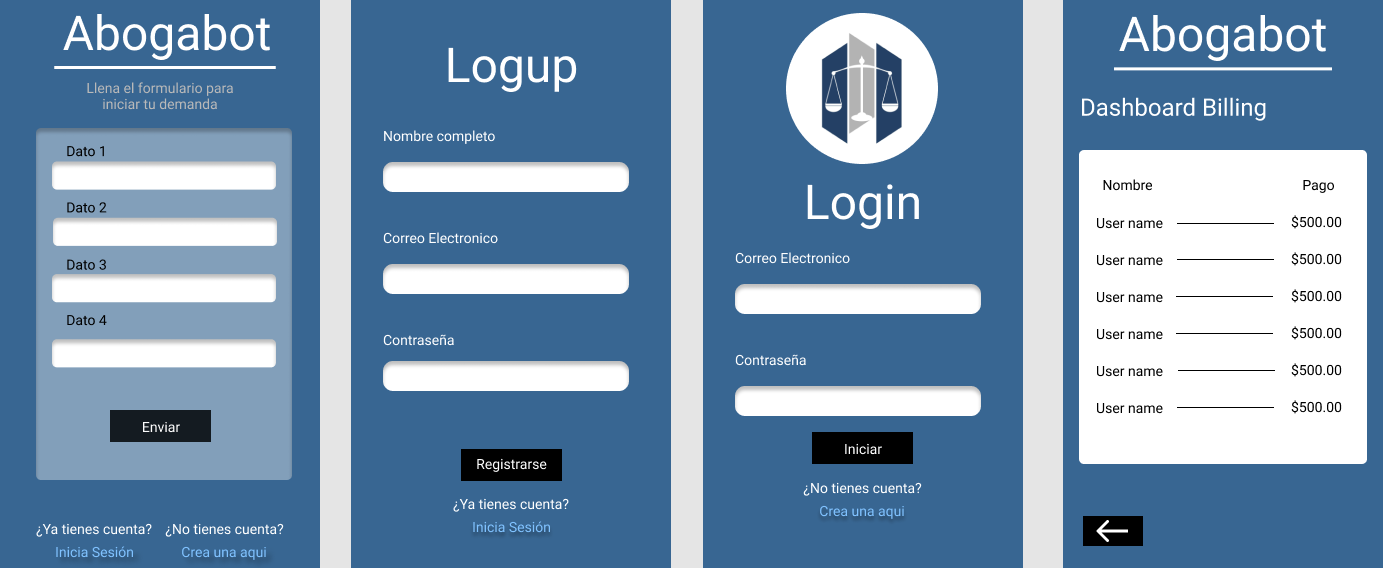 Abogabot
Llena el formulario para
iniciar tu demanda
Dato 1
Dato 2
Dato 3
Dato 4
Enviar
¿Ya tienes cuenta? ¿No tienes cuenta?
Inicia Sesión Crea una aqui
Logup
Nombre completo
Correo Electronico
Contraseña
Registrarse
¿Ya tienes cuenta?
Inicia Sesión
Login
Correo Electronico
Contraseña
Iniciar
¿No tienes cuenta?
Crea una aqui
Abogabot
Dashboard Billing
Nombre Pago
User name $500.00
User name $500.00
User name $500.00
User name $500.00
User name $500.00
User name $500.00